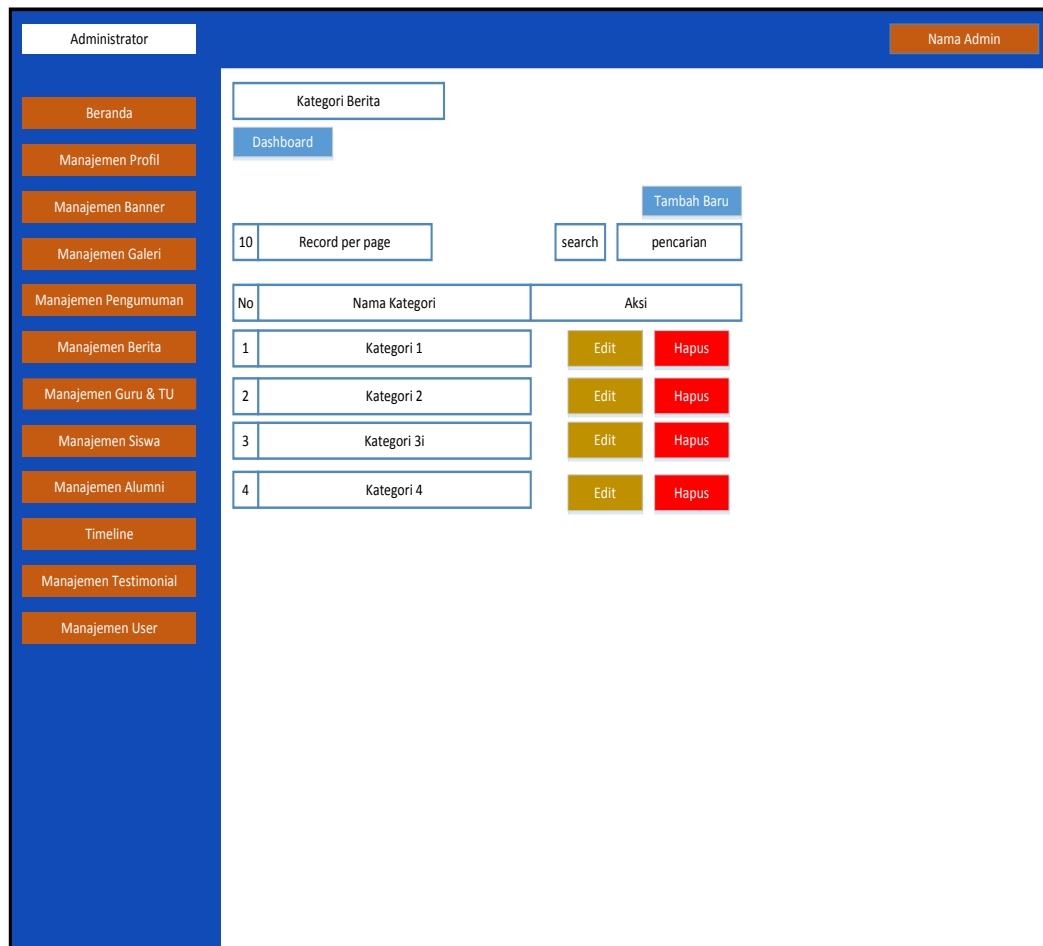 Administrator
Nama Admin
Beranda
Manajemen Profil
Manajemen Banner
Manajemen Galeri
Manajemen Pengumuman
Manajemen Berita
Manajemen Guru & TU
Manajemen Siswa
Manajemen Alumni
Timeline
Manajemen Testimonial
Manajemen User
Kategori Berita
Dashboard
Tambah Baru
10 Record per page search pencarian
No Nama Kategori Aksi
1 Kategori 1 Edit Hapus
2 Kategori 2 Edit Hapus
3 Kategori 3i Edit Hapus
4 Kategori 4 Edit Hapus